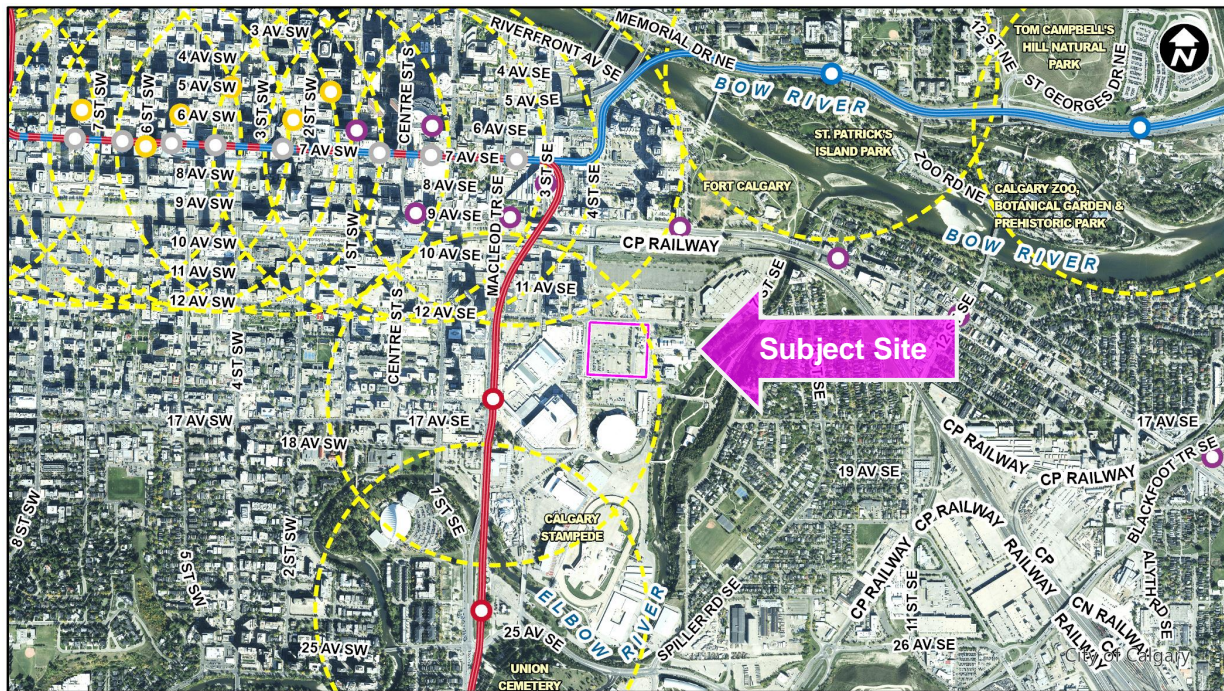 3 AV SW
4 AV SW
5 AV SW
6 AV SW
7 AV SW
8 AV SW
9 AV SW
10 AV SW
11 AV SW
12 AV SW
7 ST SW
6 ST SW
3 ST SW
2 ST SW
1 ST SW
CENTRE ST S
RIVERFRONT AV SE
MEMORIAL DR NE
4 AV SE
5 AV SE
6 AV SE
7 AV SE
8 AV SE
9 AV SE
10 AV SE
11 AV SE
12 AV SE
MACLEOD TR SE
3 ST SE
4 ST SE
BOW RIVER
12 ST NE
TOM CAMPBELL'S
HILL NATURAL
PARK
ST GEORGES DR NE
N
ST. PATRICK'S
ISLAND PARK
ZOO RD NE
FORT CALGARY
CALGARY ZOO,
BOTANICAL GARDEN &
PREHISTORIC PARK
BOW RIVER
CP RAILWAY
ST SE
12 S
SE
Subject Site
SE
4 ST SW
CENTRE ST S
17 AV SW
17 AV SE
17 AV SE
18 AV SW
19 AV SE
CP RAILWAY
CP RAILWAY
BLACKFOOT TR SE
8 ST SW
5 ST SW
2 ST SW
1 ST SE
CALGARY
STAMPEDE
CP RAILWAY
CP RAILWAY
CP
RAILWAY
11 ST SE
ALYTH RD SE
CN RAILWAY
CP
RAILWAY
ELBOW RIVER
SPILLER RD SE
25 AV SW
25 AV SE
26 AV SE
UNION
CEMETERY
City of Calgary